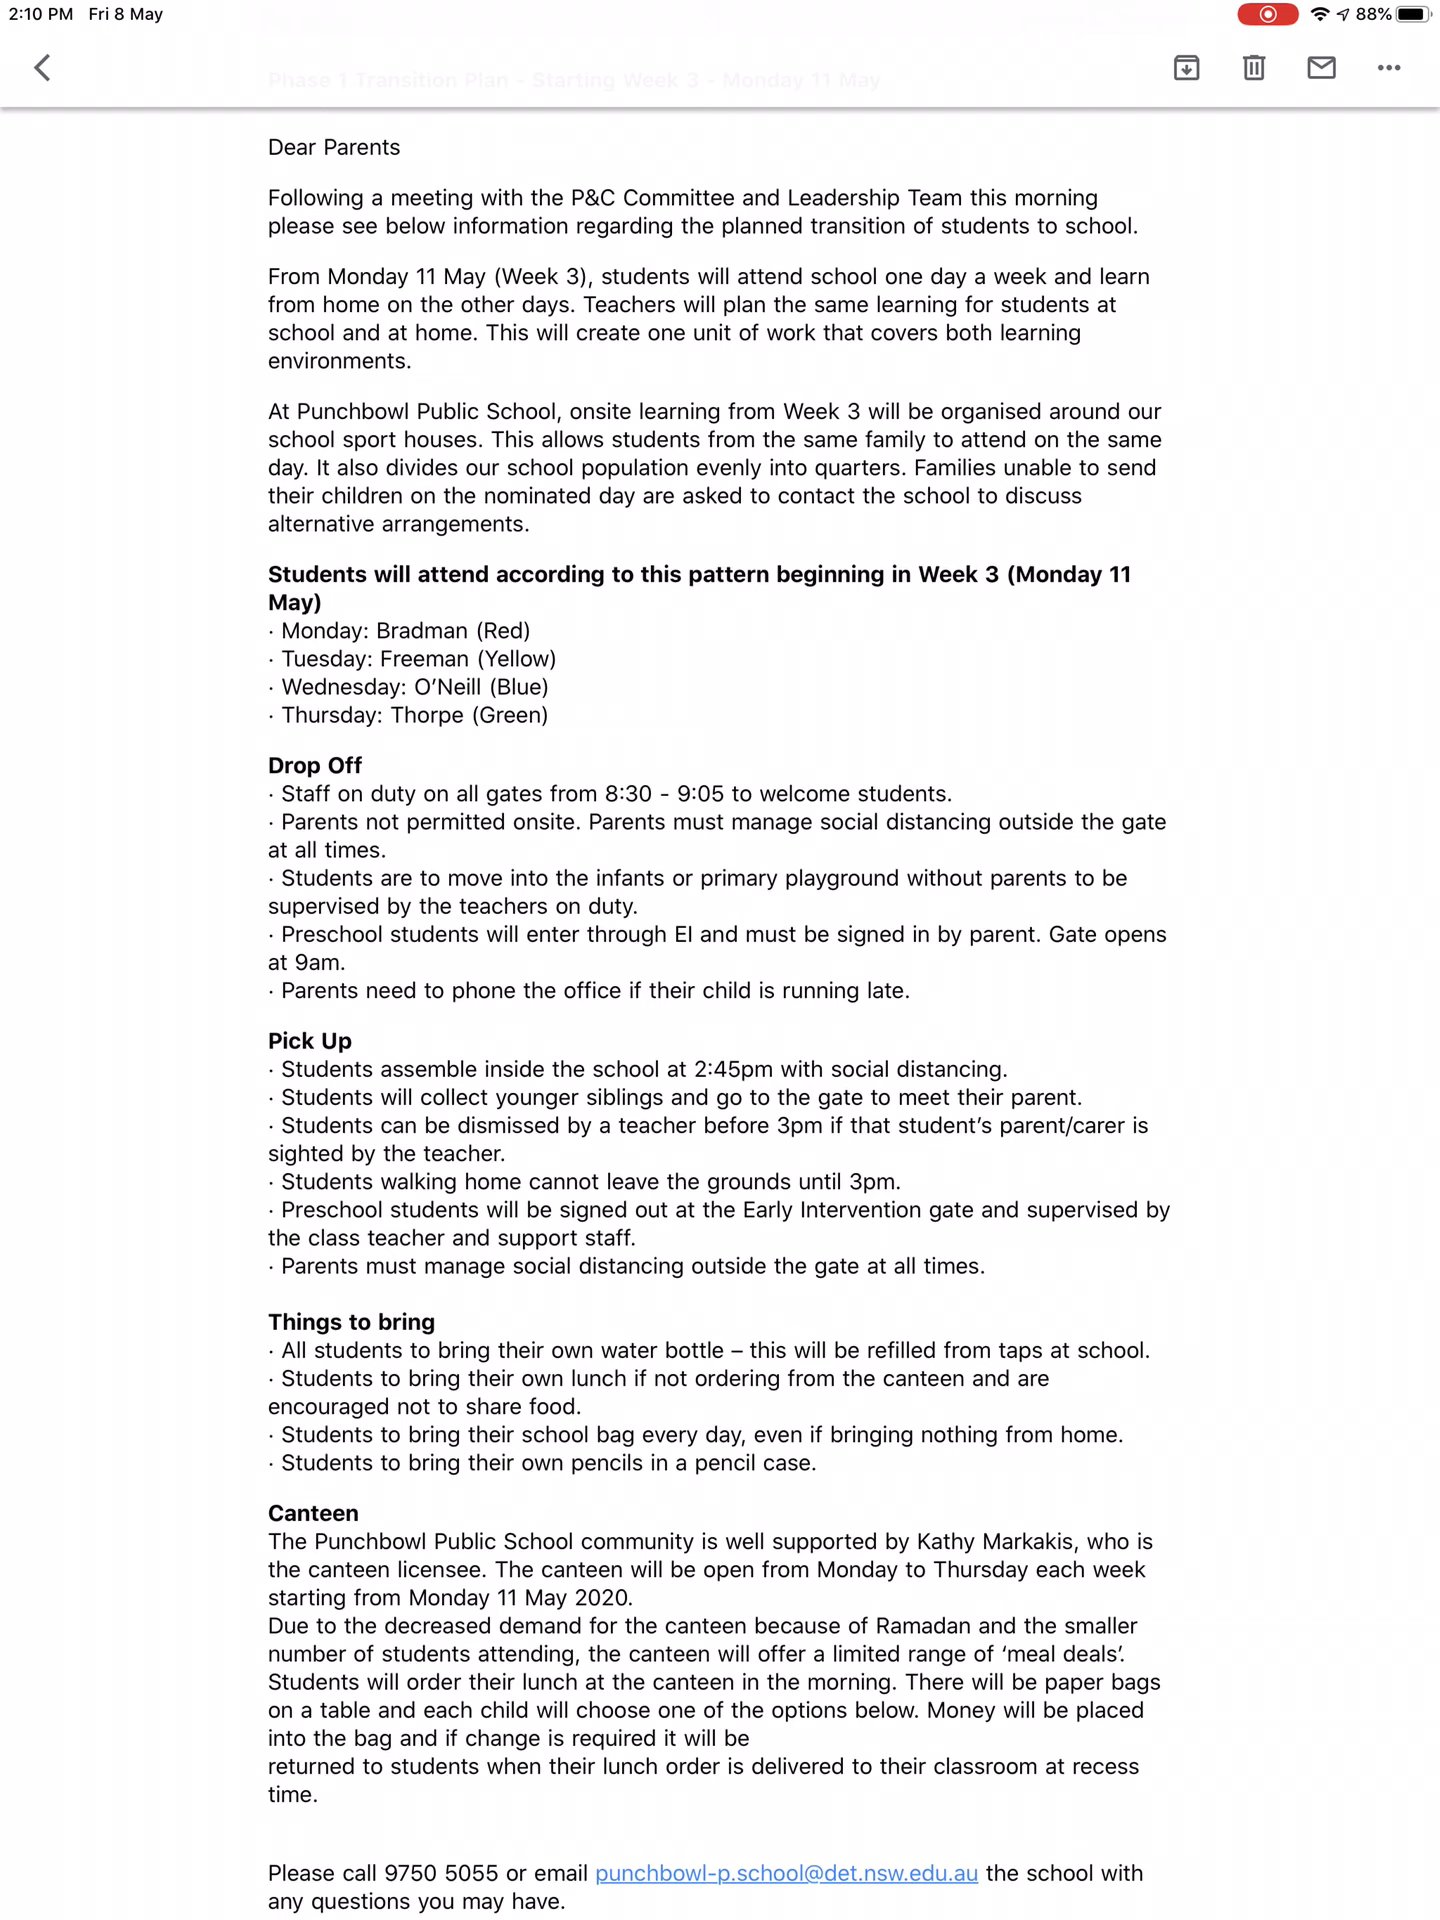 2:10 PM Fri 8 May
88%
Phase 1 Transition Plan - Starting Week 3 - Monday 11 May
Dear Parents
Following a meeting with the P&C Committee and Leadership Team this morning
please see below information regarding the planned transition of students to school.
From Monday 11 May (Week 3), students will attend school one day a week and learn
from home on the other days. Teachers will plan the same learning for students at
school and at home. This will create one unit of work that covers both learning
environments.
At Punchbowl Public School, onsite learning from Week 3 will be organised around our
school sport houses. This allows students from the same family to attend on the same
day. It also divides our school population evenly into quarters. Families unable to send
their children on the nominated day are asked to contact the school to discuss
alternative arrangements.
Students will attend according to this pattern beginning in Week 3 (Monday 11
May)
· Monday: Bradman (Red)
· Tuesday: Freeman (Yellow)
· Wednesday: O’Neill (Blue)
· Thursday: Thorpe (Green)
Drop Off
· Staff on duty on all gates from 8:30 - 9:05 to welcome students.
· Parents not permitted onsite. Parents must manage social distancing outside the gate
at all times.
· Students are to move into the infants or primary playground without parents to be
supervised by the teachers on duty.
· Preschool students will enter through EI and must be signed in by parent. Gate opens
at 9am.
· Parents need to phone the office if their child is running late.
Pick Up
· Students assemble inside the school at 2:45pm with social distancing.
· Students will collect younger siblings and go to the gate to meet their parent.
· Students can be dismissed by a teacher before 3pm if that student’s parent/carer is
sighted by the teacher.
· Students walking home cannot leave the grounds until 3pm.
· Preschool students will be signed out at the Early Intervention gate and supervised by
the class teacher and support staff.
· Parents must manage social distancing outside the gate at all times.
Things to bring
· All students to bring their own water bottle – this will be refilled from taps at school.
· Students to bring their own lunch if not ordering from the canteen and are
encouraged not to share food.
· Students to bring their school bag every day, even if bringing nothing from home.
· Students to bring their own pencils in a pencil case.
Canteen
The Punchbowl Public School community is well supported by Kathy Markakis, who is
the canteen licensee. The canteen will be open from Monday to Thursday each week
starting from Monday 11 May 2020.
Due to the decreased demand for the canteen because of Ramadan and the smaller
number of students attending, the canteen will offer a limited range of ‘meal deals’.
Students will order their lunch at the canteen in the morning. There will be paper bags
on a table and each child will choose one of the options below. Money will be placed
into the bag and if change is required it will be
returned to students when their lunch order is delivered to their classroom at recess
time.
Please call 9750 5055 or email punchbowl-p.school@det.nsw.edu.au the school with
any questions you may have.